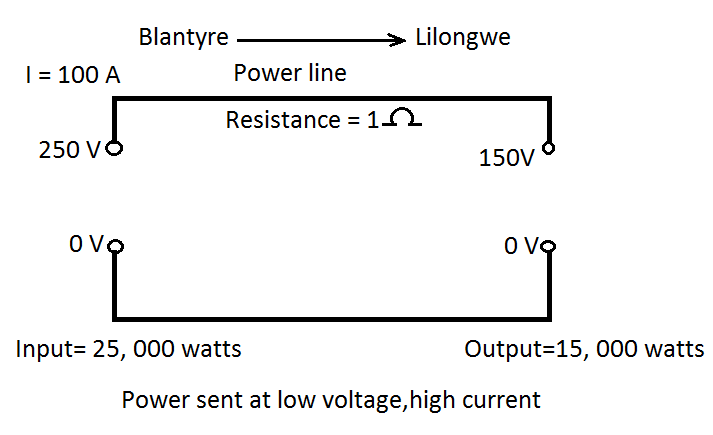 Blantyre Lilongwe
I = 100 A Power line
Resistance = 1Ω
250 V 150V
0 V 0 V
Input= 25, 000 watts Output=15, 000 watts
Power sent at low voltage,high current